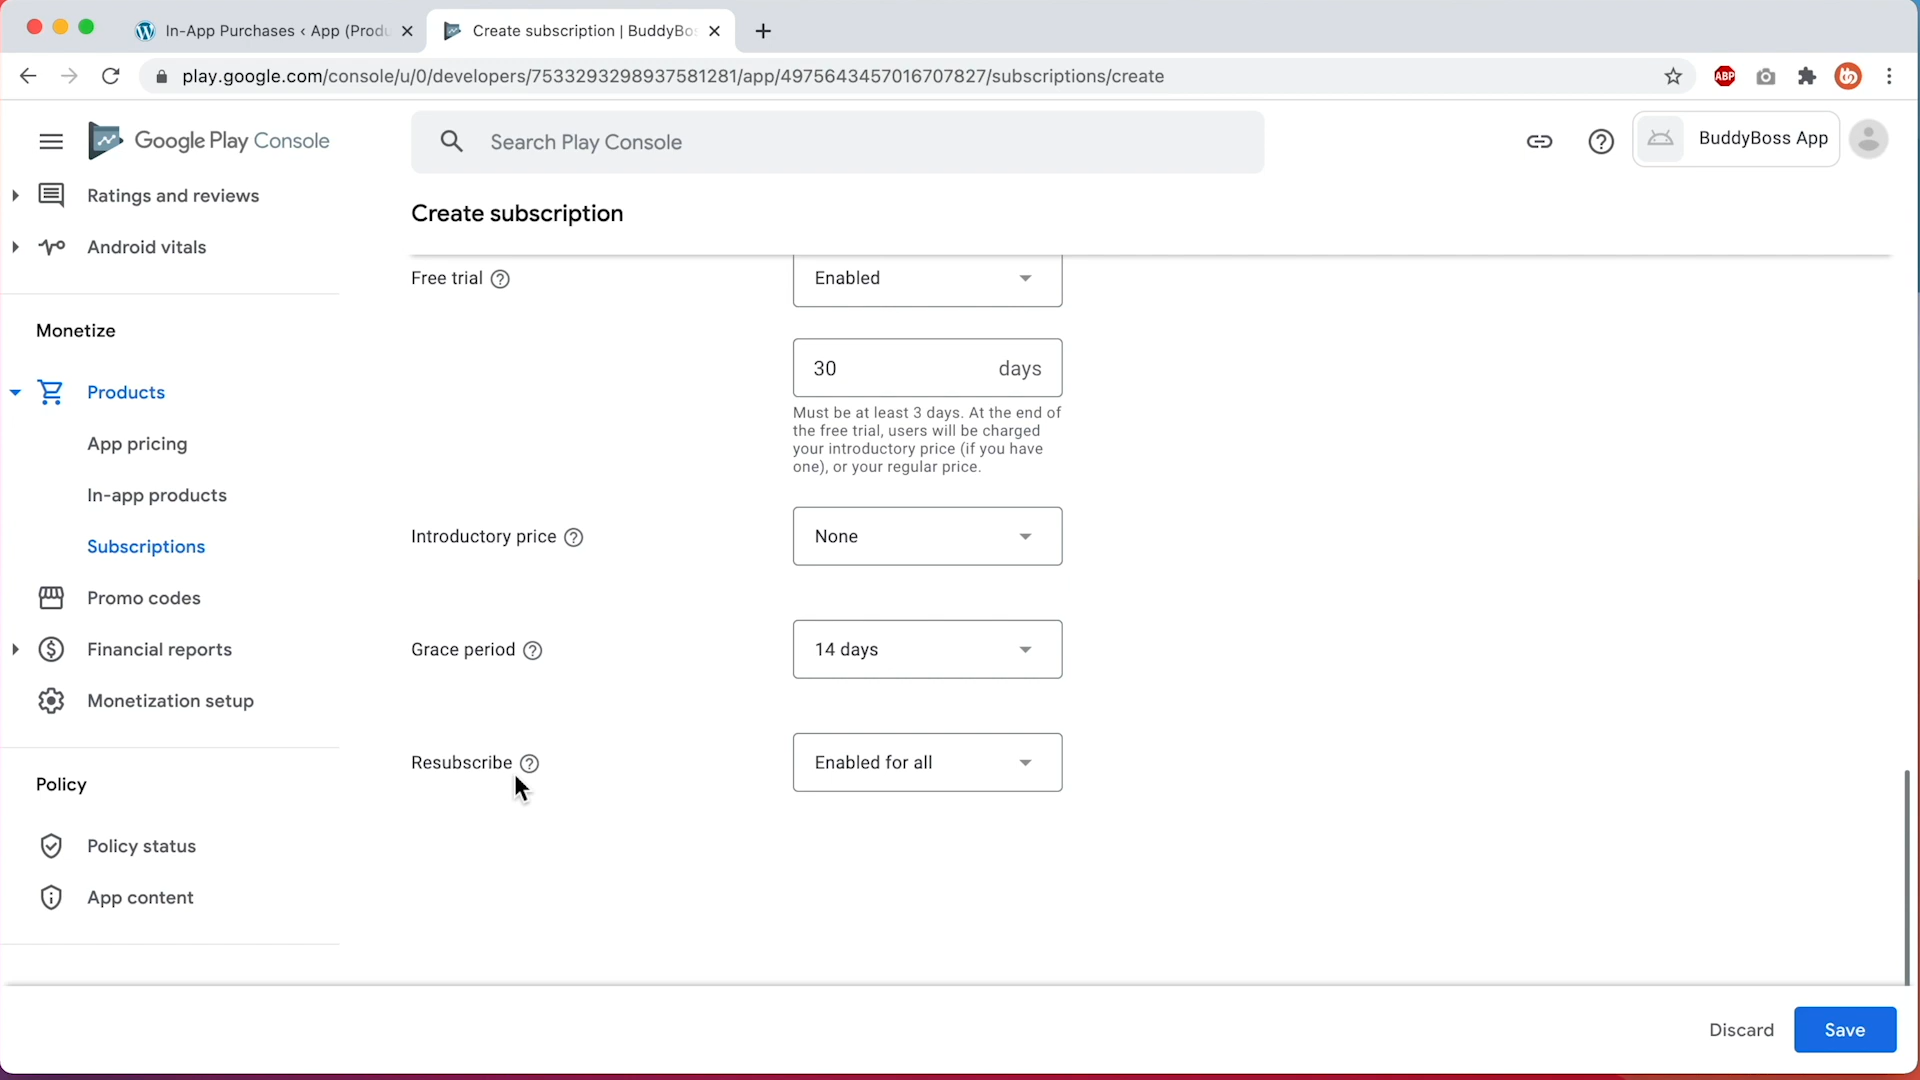 In-App Purchases ‹ App (Produ
Create subscription | BuddyBos
play.google.com/console/u/0/developers/7533293298937581281/app/4975643457016707827/subscriptions/create
ABP
Google Play Console
Search Play Console
BuddyBoss App
Ratings and reviews
Android vitals
Monetize
Products
App pricing
In-app products
Subscriptions
Promo codes
Financial reports
Monetization setup
Policy
Policy status
App content
Create subscription
Free trial
Enabled
30 days
Must be at least 3 days. At the end of
the free trial, users will be charged
your introductory price (if you have
one), or your regular price.
Introductory price
None
Grace period
14 days
Resubscribe
Enabled for all
Discard
Save